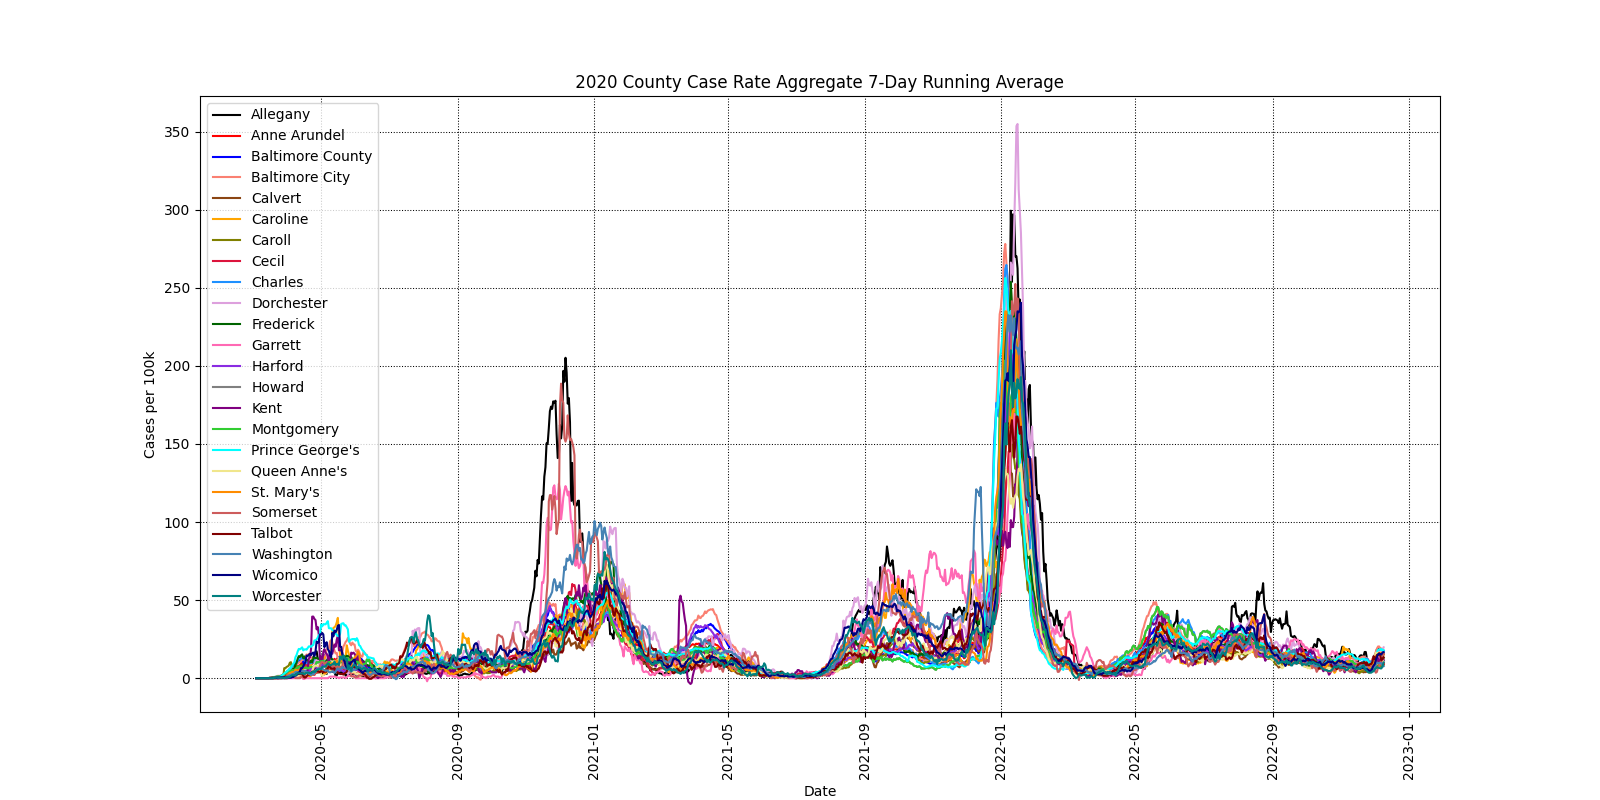 2020 County Case Rate Aggregate 7-Day Running Average
Cases per 100k
350
300
250
200
150
100
50
0
Allegany
Anne Arundel
Baltimore County
Baltimore City
Calvert
Caroline
Caroll
Cecil
Charles
Dorchester
Frederick
Garrett
Harford
Howard
Kent
Montgomery
Prince George's
Queen Anne's
St. Mary's
Somerset
Talbot
Washington
Wicomico
Worcester
2020-05
2020-09
2021-01
2021-05
2021-09
2022-01
2022-05
2022-09
2023-01
Date